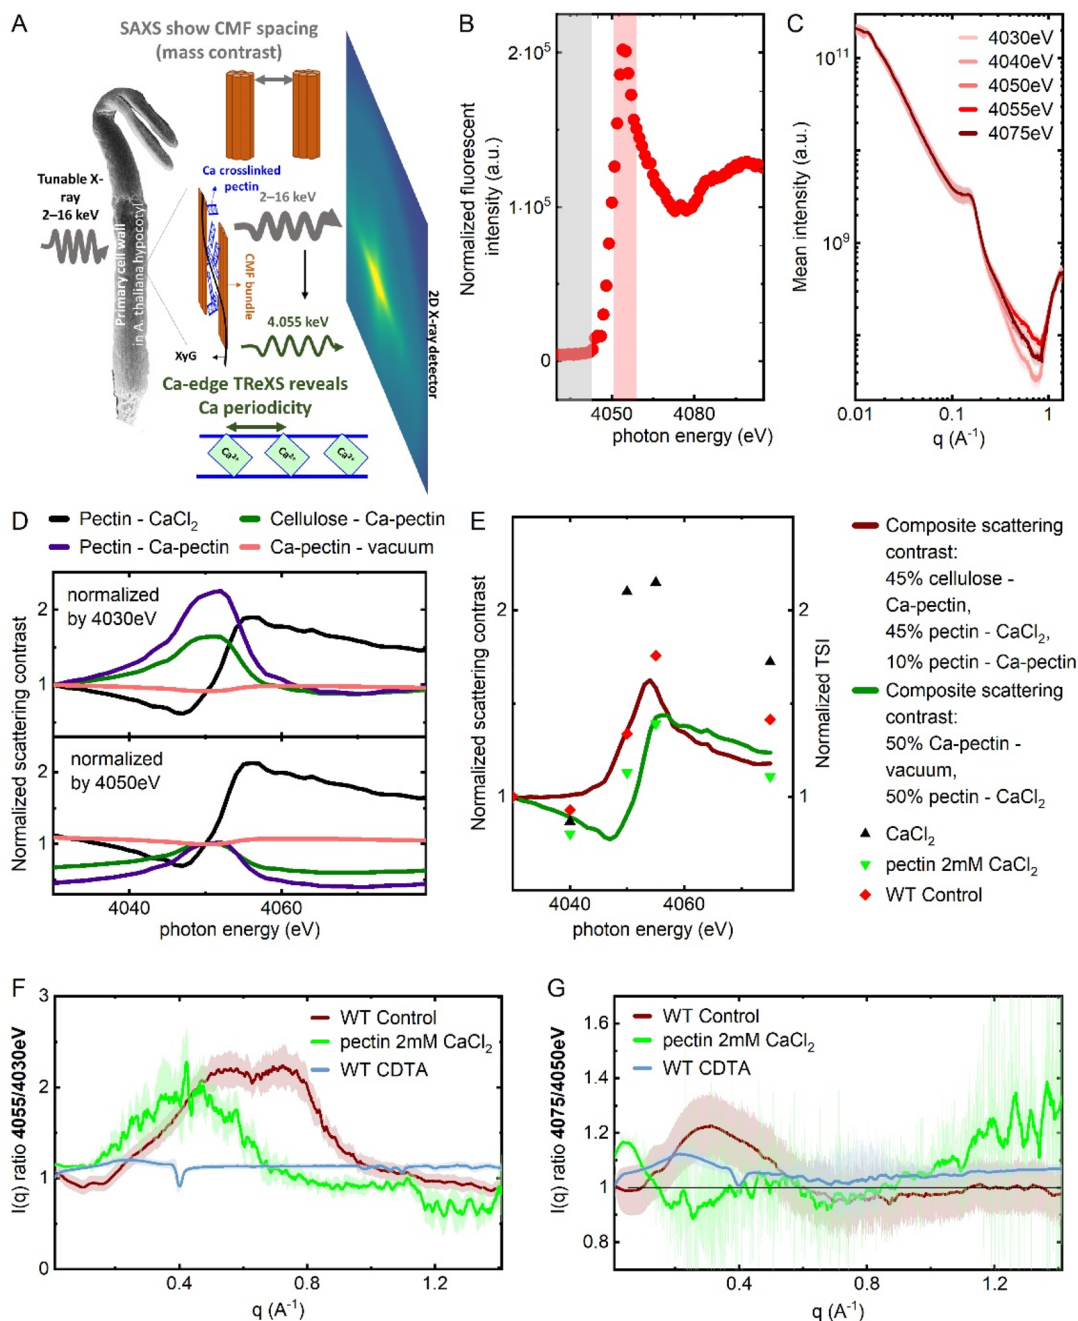 A
SAXS show CMF spacing
(mass contrast)
Ca crosslinked
pectin
Tunable X-
ray
2–16 keV
2–16 keV
Primary cell wall
in A. thaliana hypocotyl
CMF bundle
4.055 keV
XyG
2D X-ray detector
Ca-edge TReXS reveals
Ca periodicity
Ca²⁺
Ca²⁺
Ca²⁺
B
Normalized fluorescent
intensity (a.u.)
2·10⁵
1·10⁵
0
4050
4080
photon energy (eV)
C
Mean intensity (a.u.)
10¹¹
10⁹
4030eV
4040eV
4050eV
4055eV
4075eV
0.01
0.1
1
q (A⁻¹)
D
Pectin - CaCl₂
Cellulose - Ca-pectin
Pectin - Ca-pectin
Ca-pectin - vacuum
Normalized scattering contrast
normalized
by 4030eV
2
1
normalized
by 4050eV
2
1
4040
4060
photon energy (eV)
E
Normalized scattering contrast
2
1
4040
4060
photon energy (eV)
2
1
Normalized TSI
Composite scattering
contrast:
45% cellulose -
Ca-pectin,
45% pectin - CaCl₂,
10% pectin - Ca-pectin
Composite scattering
contrast:
50% Ca-pectin -
vacuum,
50% pectin - CaCl₂
CaCl₂
pectin 2mM CaCl₂
WT Control
F
I(q) ratio 4055/4030eV
3
2
1
0
WT Control
pectin 2mM CaCl₂
WT CDTA
0.4
0.8
1.2
q (A⁻¹)
G
I(q) ratio 4075/4050eV
1.6
1.4
1.2
1
0.8
WT Control
pectin 2mM CaCl₂
WT CDTA
0.4
0.8
1.2
q (A⁻¹)